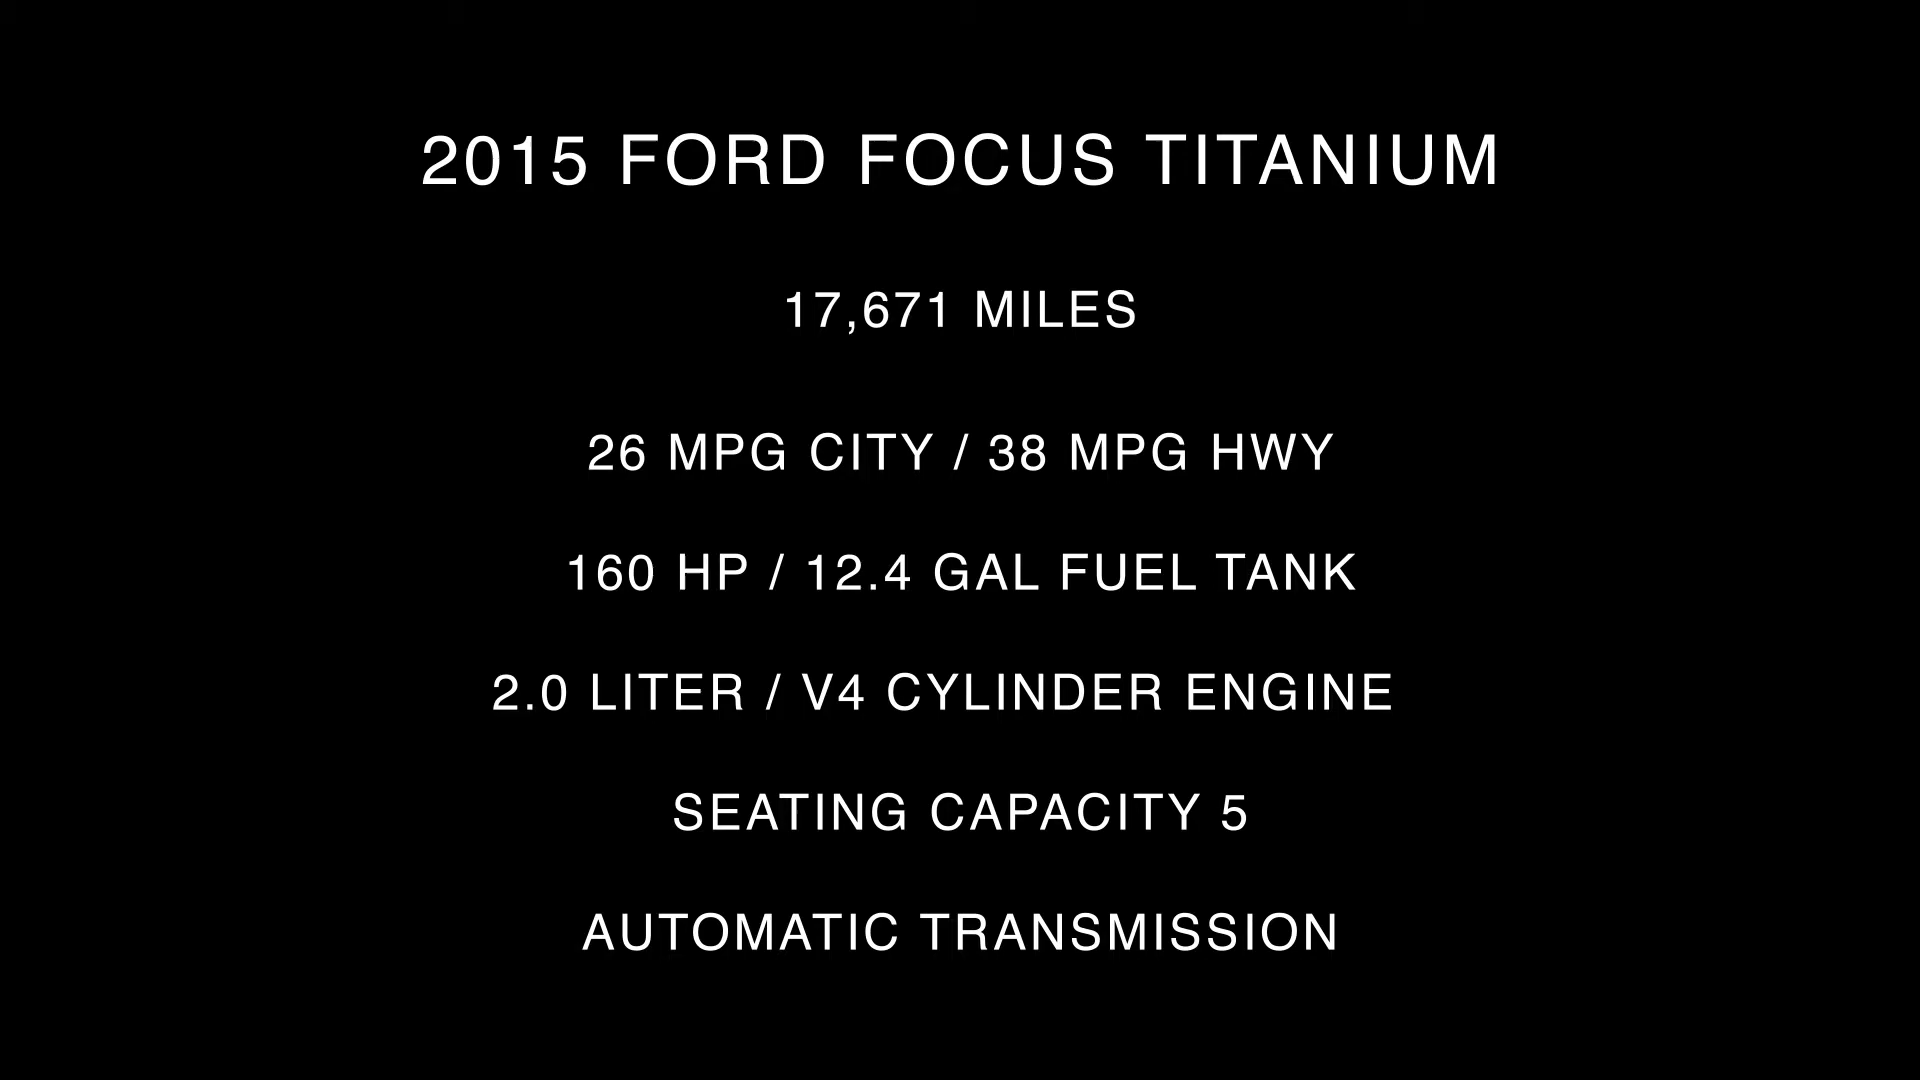 2015 FORD FOCUS TITANIUM
17,671 MILES
26 MPG CITY / 38 MPG HWY
160 HP / 12.4 GAL FUEL TANK
2.0 LITER / V4 CYLINDER ENGINE
SEATING CAPACITY 5
AUTOMATIC TRANSMISSION